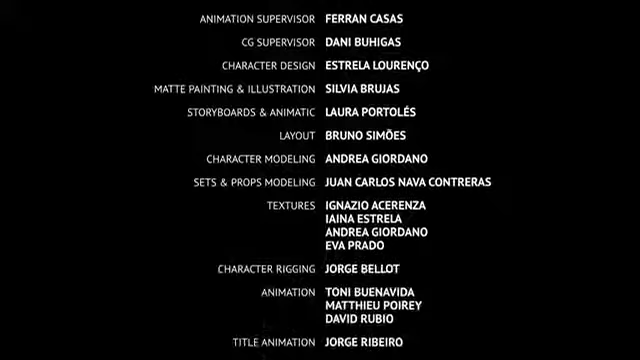 ANIMATION SUPERVISOR FERRAN CASAS
CG SUPERVISOR DANI BUHIGAS
CHARACTER DESIGN ESTRELA LOURENÇO
MATTE PAINTING & ILLUSTRATION SILVIA BRUJAS
STORYBOARDS & ANIMATIC LAURA PORTOLÉS
LAYOUT BRUNO SIMÕES
CHARACTER MODELING ANDREA GIORDANO
SETS & PROPS MODELING JUAN CARLOS NAVA CONTRERAS
TEXTURES IGNAZIO ACERENZA
IAINA ESTRELA
ANDREA GIORDANO
EVA PRADO
CHARACTER RIGGING JORGE BELLOT
ANIMATION TONI BUENAVIDA
MATTHIEU POIREY
DAVID RUBIO
TITLE ANIMATION JORGE RIBEIRO